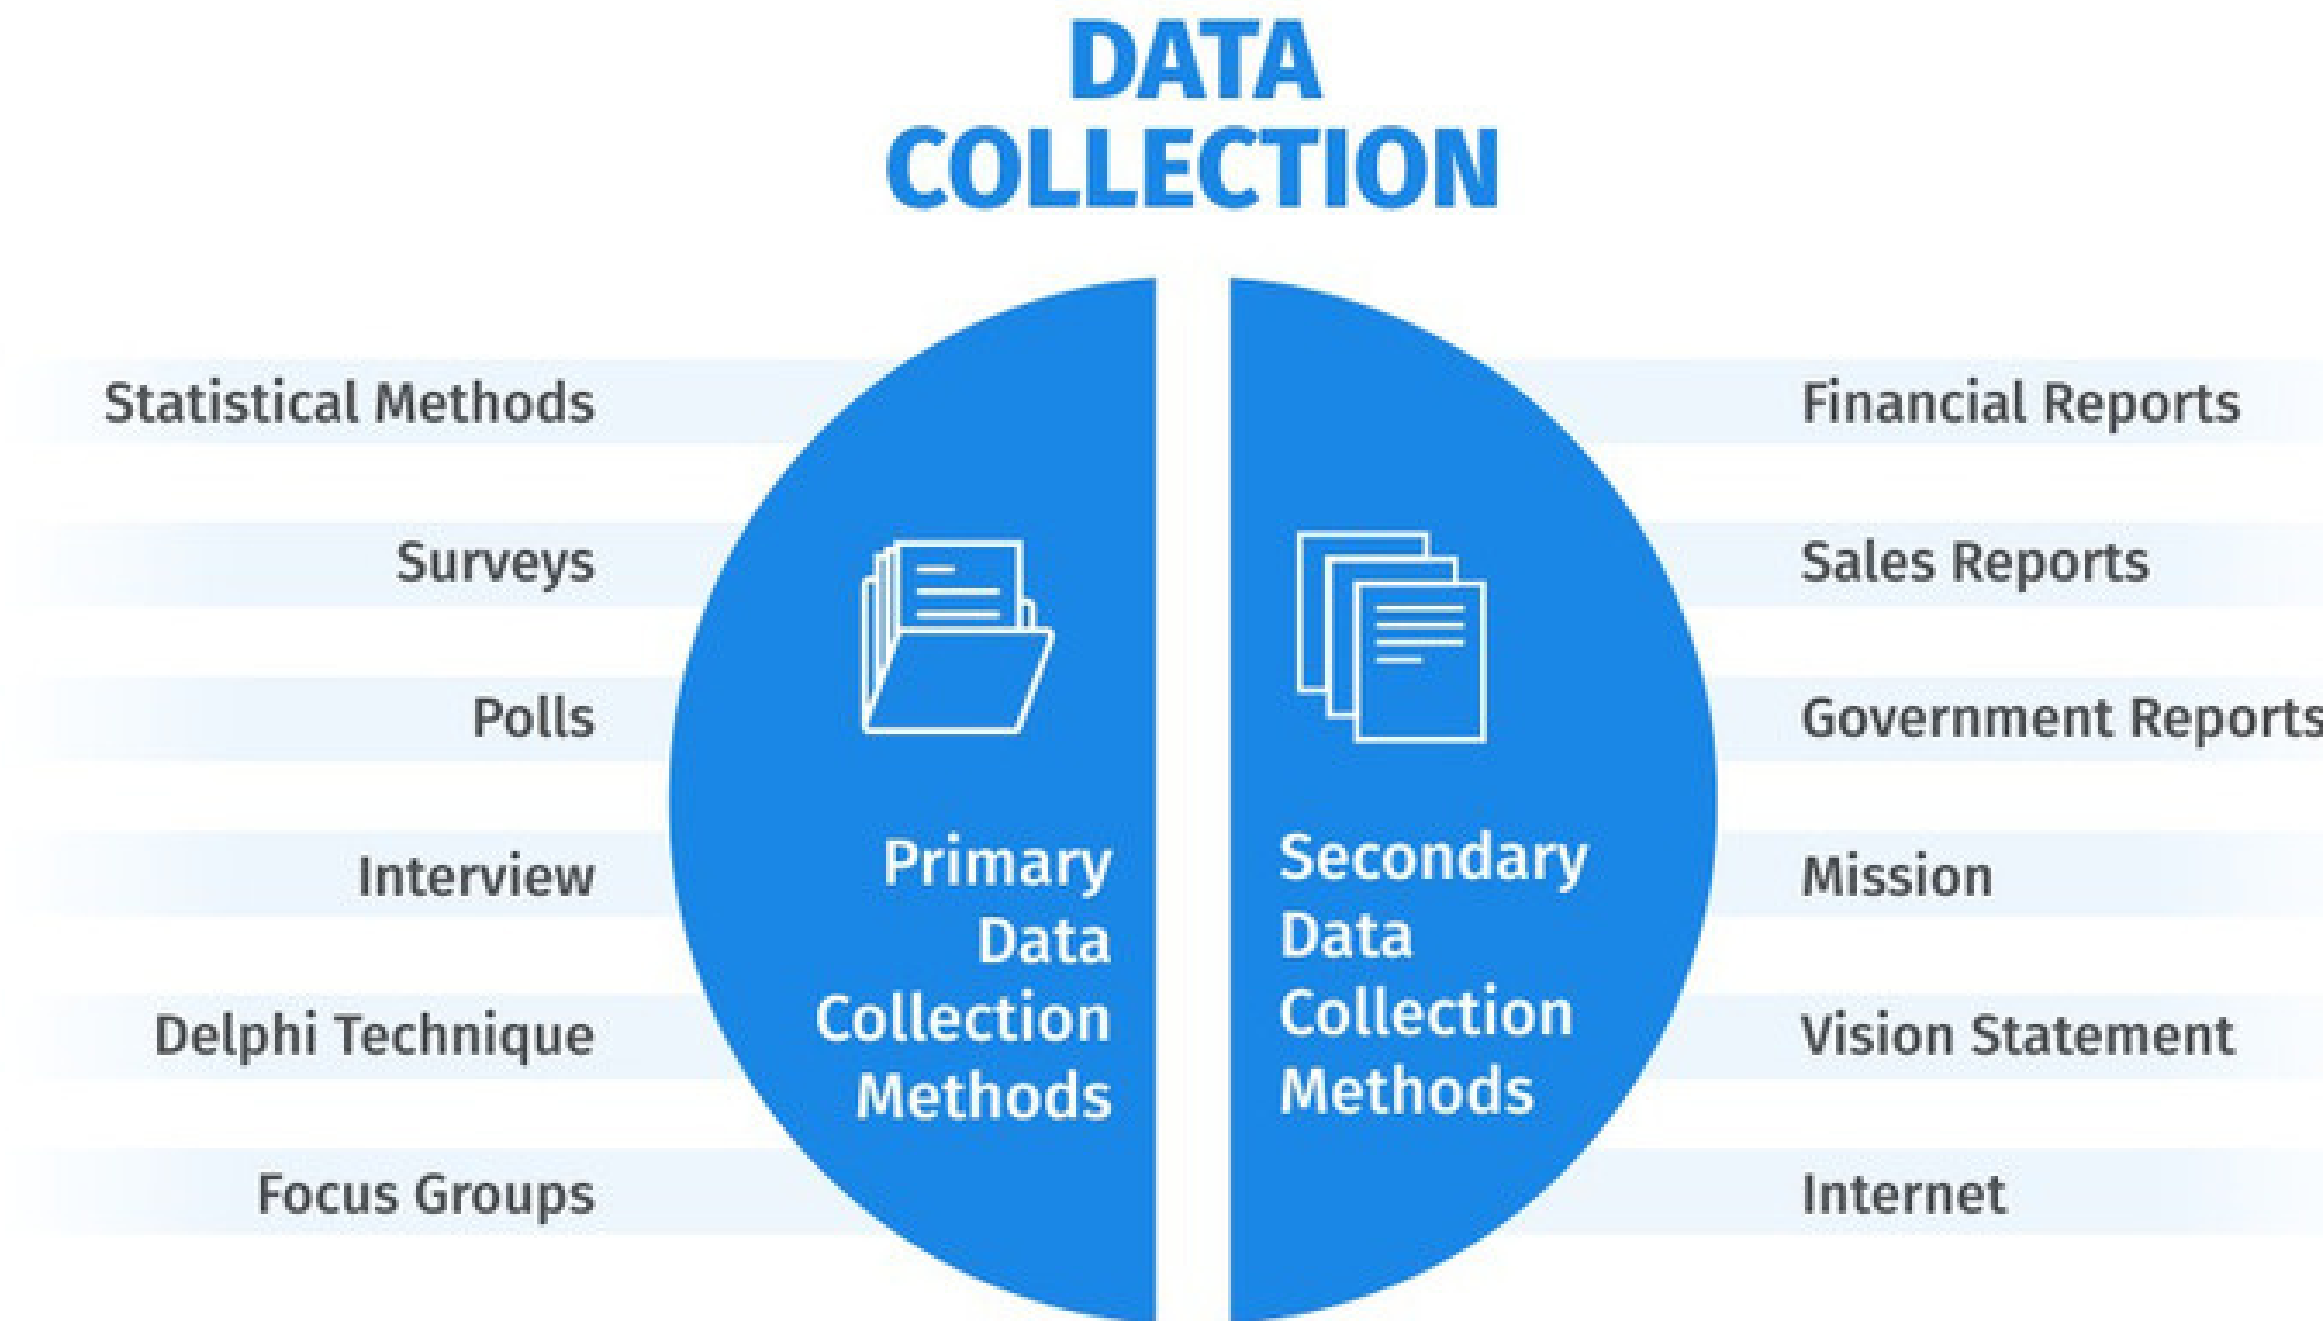 DATA
COLLECTION
Statistical Methods
Surveys
Polls
Interview
Delphi Technique
Focus Groups
Primary
Data
Collection
Methods
Secondary
Data
Collection
Methods
Financial Reports
Sales Reports
Government Reports
Mission
Vision Statement
Internet